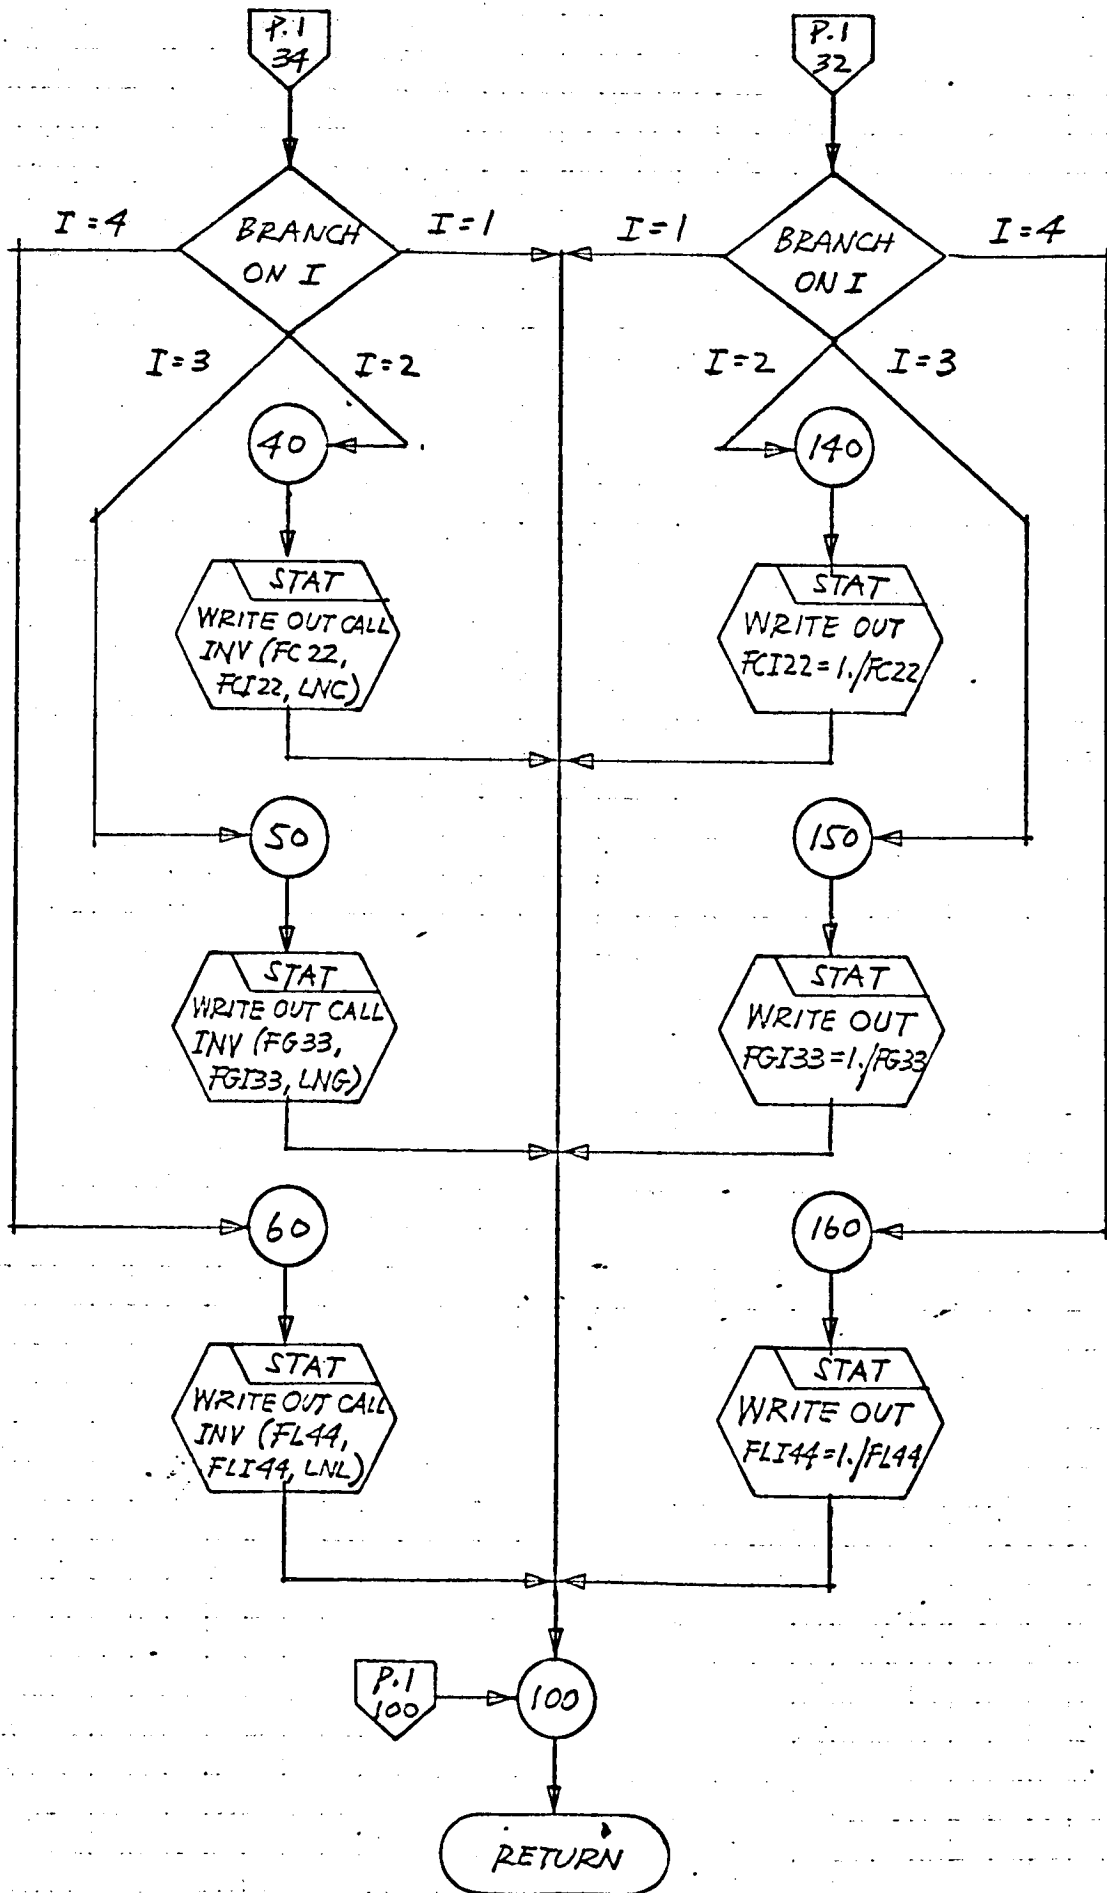 P.1
34
P.1
32
I=4
BRANCH
ON I
I=1
I=1
BRANCH
ON I
I=4
I=3
I=2
I=2
I=3
40
140
STAT
WRITE OUT CALL
INV (FC22,
FCI22, LNC)
STAT
WRITE OUT
FCI22=1./FC22
50
150
STAT
WRITE OUT CALL
INV (FG33,
FGI33, LNG)
STAT
WRITE OUT
FGI33=1./FG33
60
160
STAT
WRITE OUT CALL
INV (FL44,
FLI44, LNL)
STAT
WRITE OUT
FLI44=1./FL44
P.1
100
100
RETURN